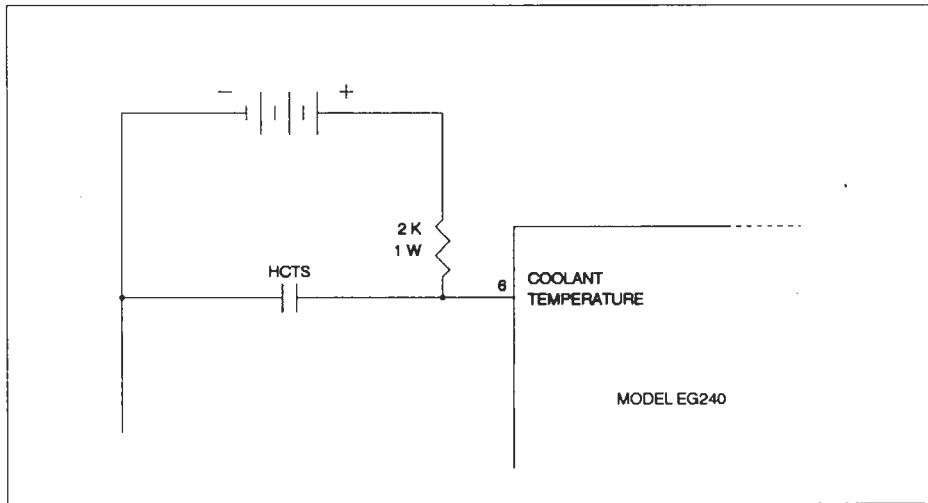 - +
2 K
1 W
HCTS
6
COOLANT
TEMPERATURE
MODEL EG240